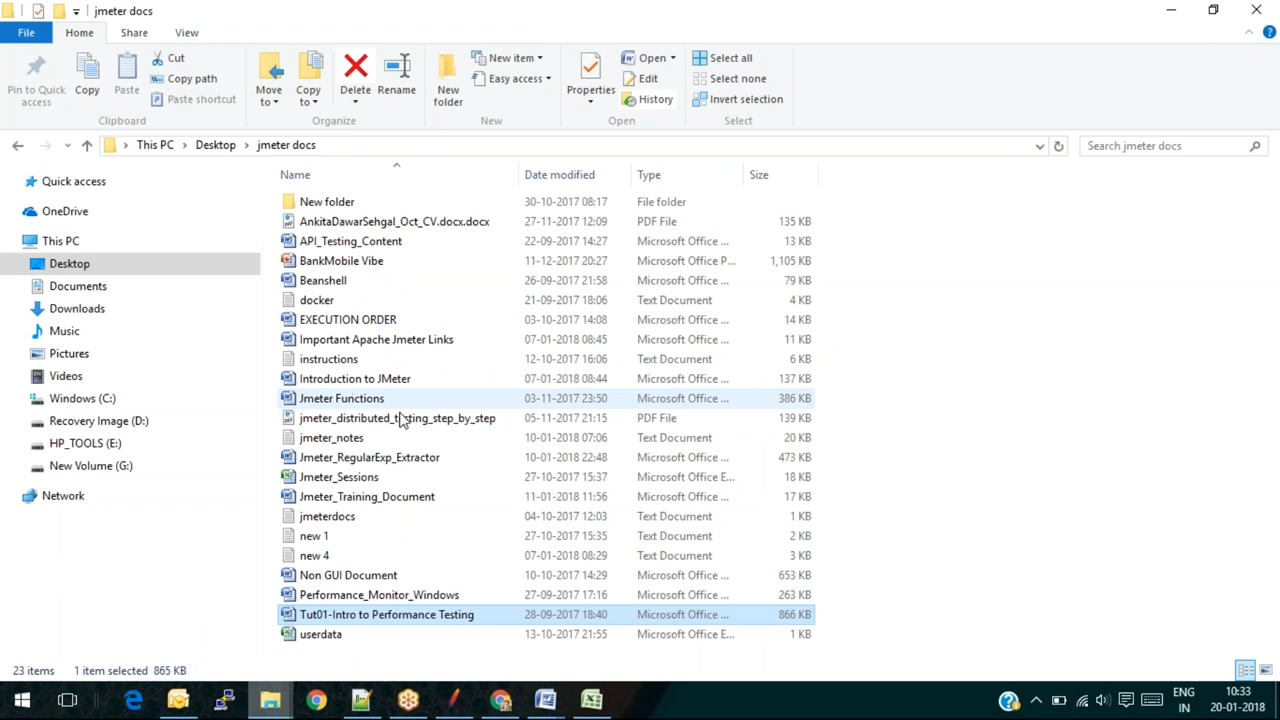 jmeter docs
File Home Share View
Pin to Quick access
Copy
Paste
Cut
Copy path
Paste shortcut
Clipboard
Move to
Copy to
Delete
Rename
Organize
New folder
New item
Easy access
New
Properties
Open
Edit
History
Open
Select all
Select none
Invert selection
Select
This PC Desktop jmeter docs
Search jmeter docs
Quick access
OneDrive
This PC
Desktop
Documents
Downloads
Music
Pictures
Videos
Windows (C:)
Recovery Image (D:)
HP_TOOLS (E:)
New Volume (G:)
Network
Name Date modified Type Size
New folder 30-10-2017 08:17 File folder
AnkitaDawarSehgal_Oct_CV.docx.docx 27-11-2017 12:09 PDF File 135 KB
API_Testing_Content 22-09-2017 14:27 Microsoft Office ... 13 KB
BankMobile Vibe 11-12-2017 20:27 Microsoft Office P... 1,105 KB
Beanshell 26-09-2017 21:58 Microsoft Office ... 79 KB
docker 21-09-2017 18:06 Text Document 4 KB
EXECUTION ORDER 03-10-2017 14:08 Microsoft Office ... 14 KB
Important Apache Jmeter Links 07-01-2018 08:45 Microsoft Office ... 11 KB
instructions 12-10-2017 16:06 Text Document 6 KB
Introduction to JMeter 07-01-2018 08:44 Microsoft Office ... 137 KB
Jmeter Functions 03-11-2017 23:50 Microsoft Office ... 386 KB
jmeter_distributed_testing_step_by_step 05-11-2017 21:15 PDF File 139 KB
jmeter_notes 10-01-2018 07:06 Text Document 20 KB
Jmeter_RegularExp_Extractor 10-01-2018 22:48 Microsoft Office ... 473 KB
Jmeter_Sessions 27-10-2017 15:37 Microsoft Office E... 18 KB
Jmeter_Training_Document 11-01-2018 11:56 Microsoft Office ... 17 KB
jmeterdocs 04-10-2017 12:03 Text Document 1 KB
new 1 27-10-2017 15:35 Text Document 2 KB
new 4 07-01-2018 08:29 Text Document 3 KB
Non GUI Document 10-10-2017 14:29 Microsoft Office ... 653 KB
Performance_Monitor_Windows 27-09-2017 17:16 Microsoft Office ... 263 KB
Tut01-Intro to Performance Testing 28-09-2017 18:40 Microsoft Office ... 866 KB
userdata 13-10-2017 21:55 Microsoft Office E... 1 KB
23 items 1 item selected 865 KB
ENG
IN
10:33
20-01-2018